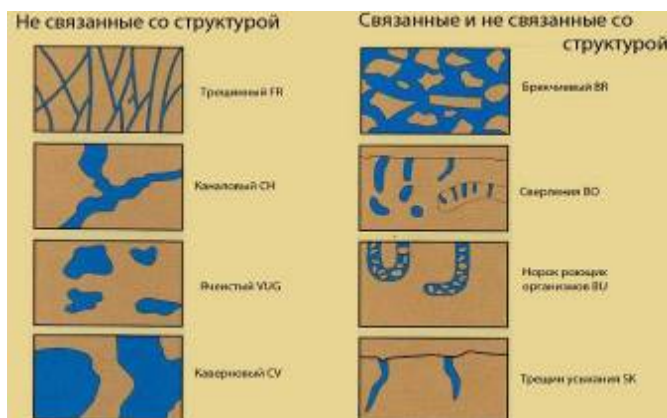 Не связанные со структурой
Трещинный FR
Каналовый CH
Ячеистый VUG
Каверновый CV
Связанные и не связанные со
структурой
Брекчиевый BR
Сверления BO
Норок роющих
организмов BU
Трещин усыхания SK